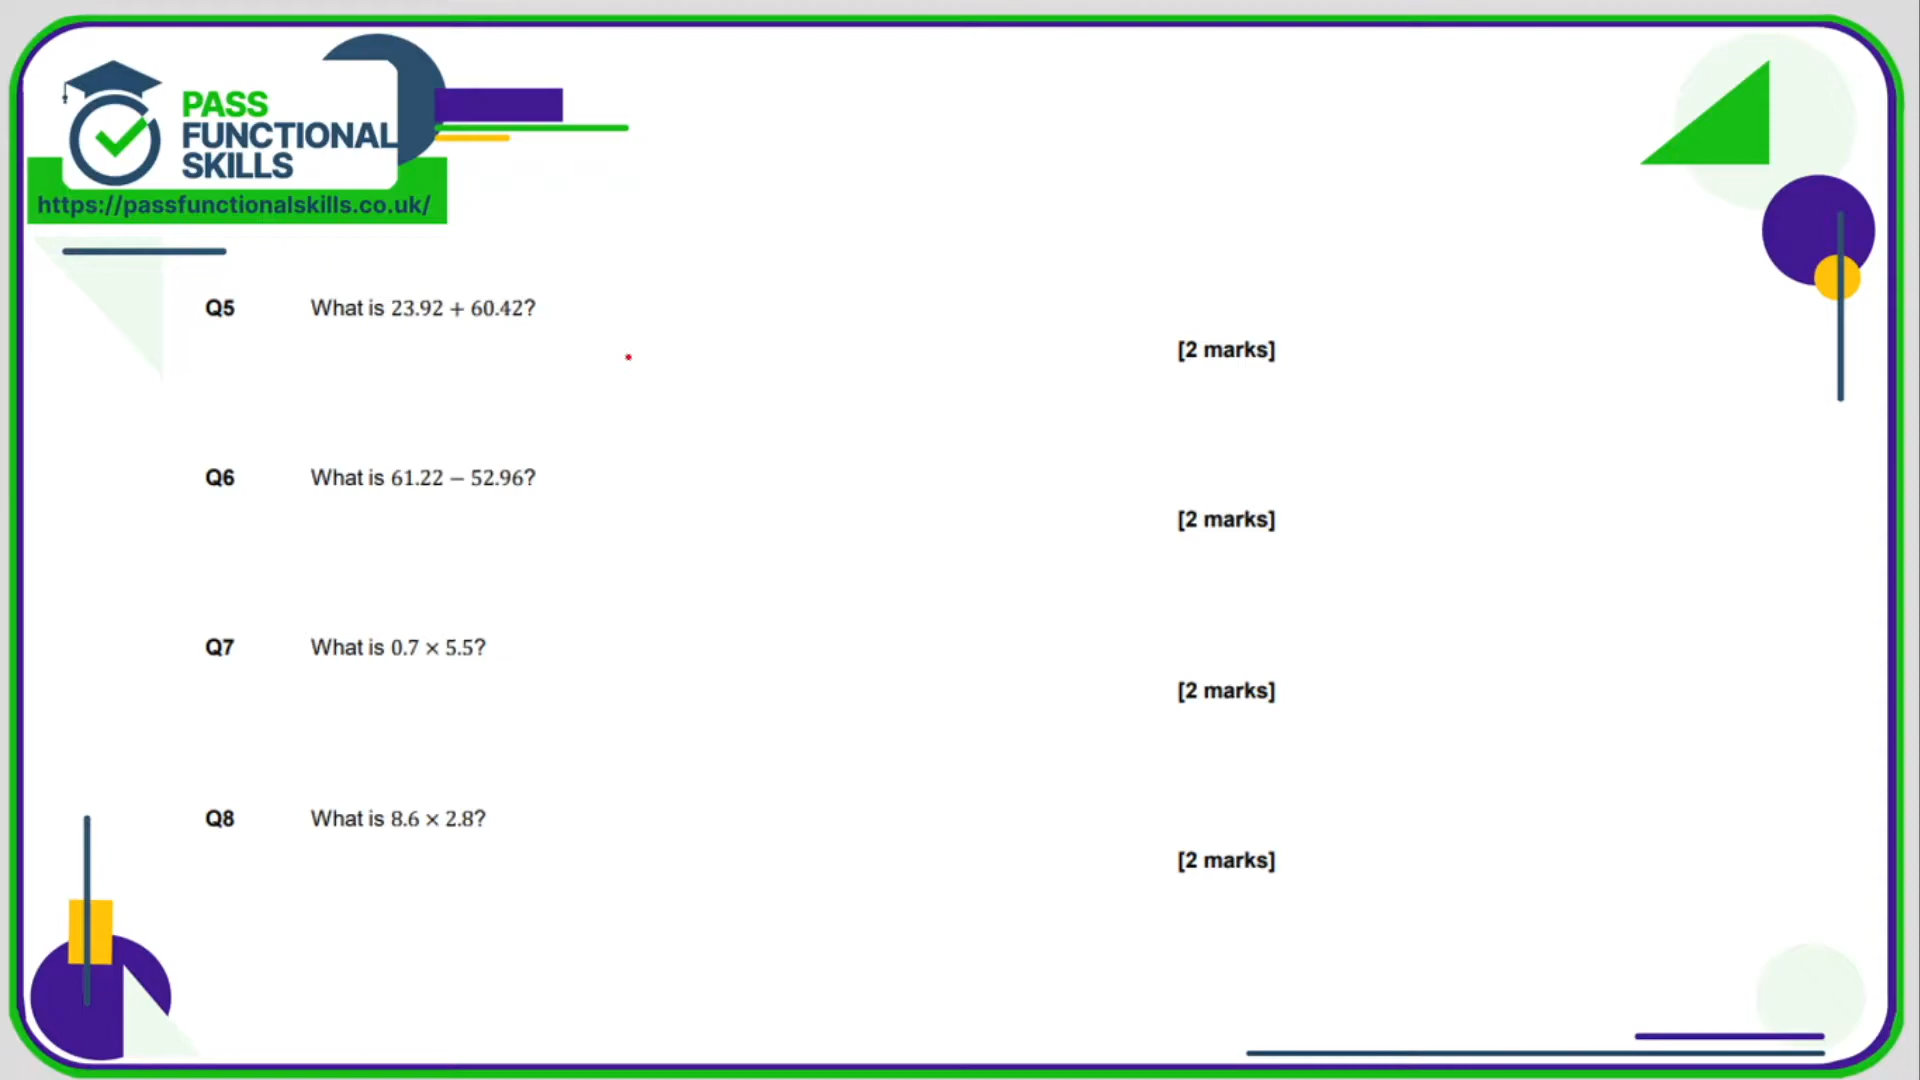 PASS
FUNCTIONAL
SKILLS
https://passfunctionalskills.co.uk/
Q5 What is 23.92 + 60.42?
[2 marks]
Q6 What is 61.22 − 52.96?
[2 marks]
Q7 What is 0.7 × 5.5?
[2 marks]
Q8 What is 8.6 × 2.8?
[2 marks]